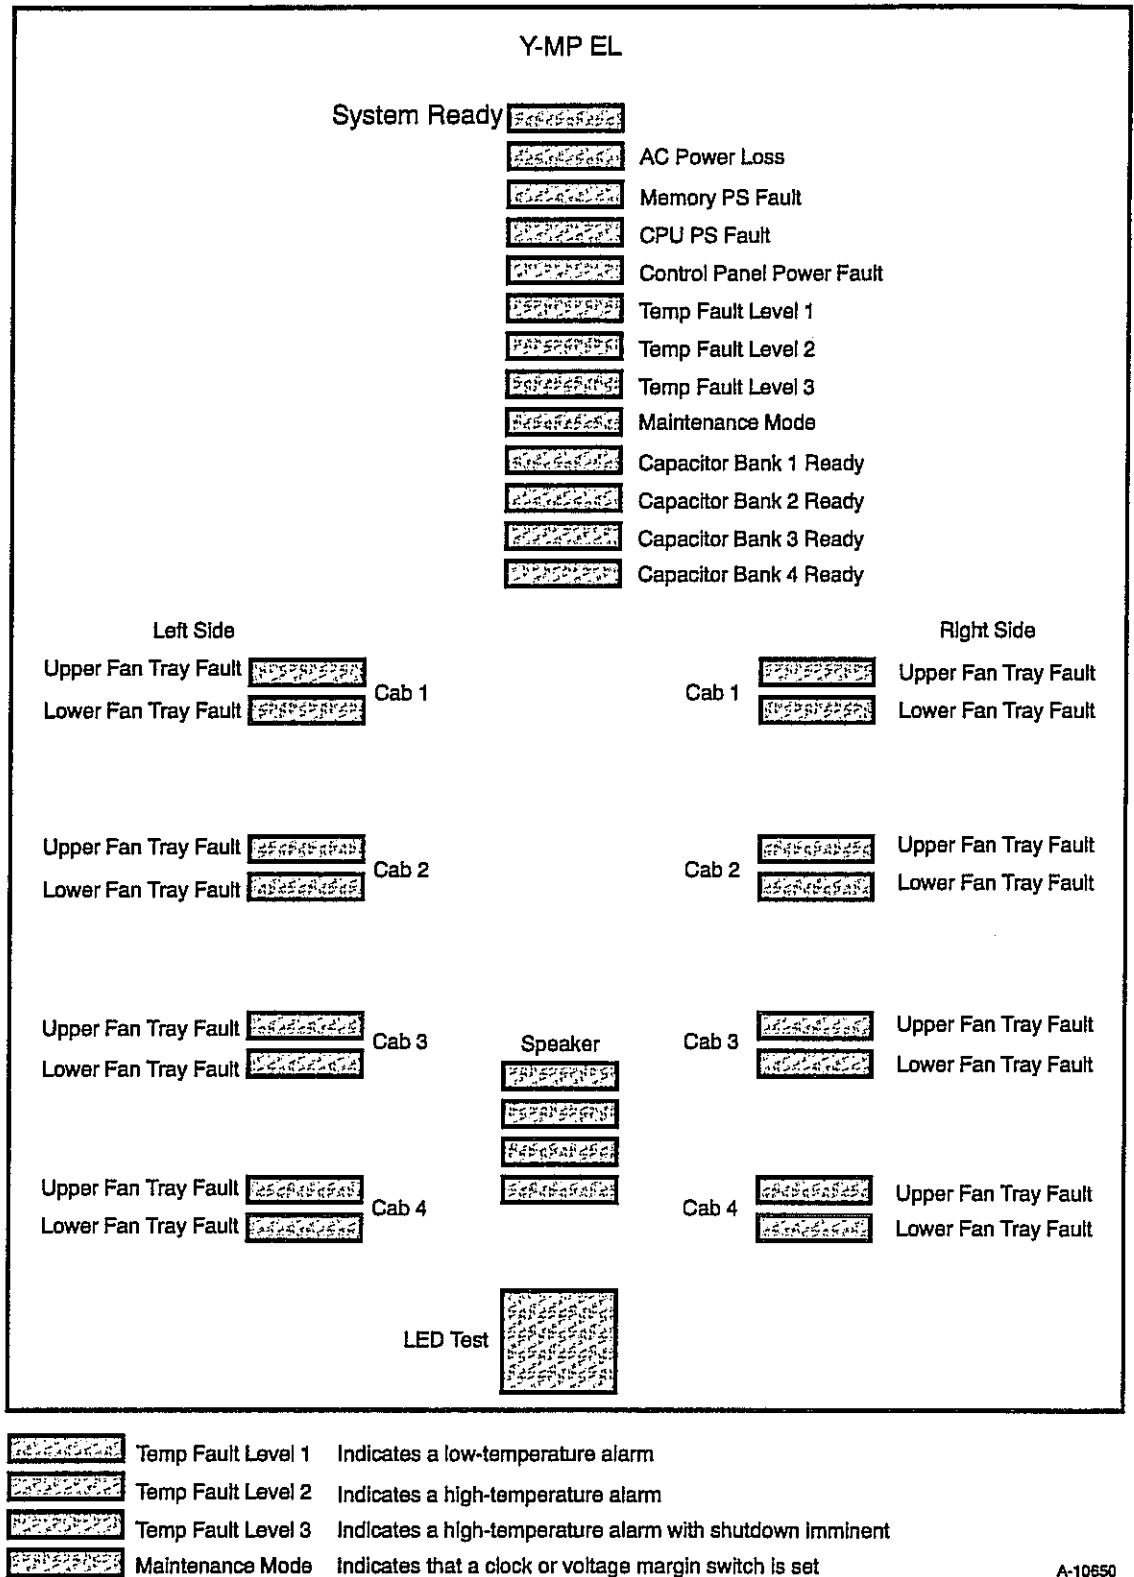 Y-MP EL
System Ready
AC Power Loss
Memory PS Fault
CPU PS Fault
Control Panel Power Fault
Temp Fault Level 1
Temp Fault Level 2
Temp Fault Level 3
Maintenance Mode
Capacitor Bank 1 Ready
Capacitor Bank 2 Ready
Capacitor Bank 3 Ready
Capacitor Bank 4 Ready
Left Side
Upper Fan Tray Fault
Lower Fan Tray Fault
Cab 1
Upper Fan Tray Fault
Lower Fan Tray Fault
Cab 2
Upper Fan Tray Fault
Lower Fan Tray Fault
Cab 3
Upper Fan Tray Fault
Lower Fan Tray Fault
Cab 4
Right Side
Cab 1
Upper Fan Tray Fault
Lower Fan Tray Fault
Cab 2
Upper Fan Tray Fault
Lower Fan Tray Fault
Cab 3
Upper Fan Tray Fault
Lower Fan Tray Fault
Cab 4
Upper Fan Tray Fault
Lower Fan Tray Fault
Speaker
LED Test
Temp Fault Level 1 Indicates a low-temperature alarm
Temp Fault Level 2 Indicates a high-temperature alarm
Temp Fault Level 3 Indicates a high-temperature alarm with shutdown imminent
Maintenance Mode Indicates that a clock or voltage margin switch is set
A-10650